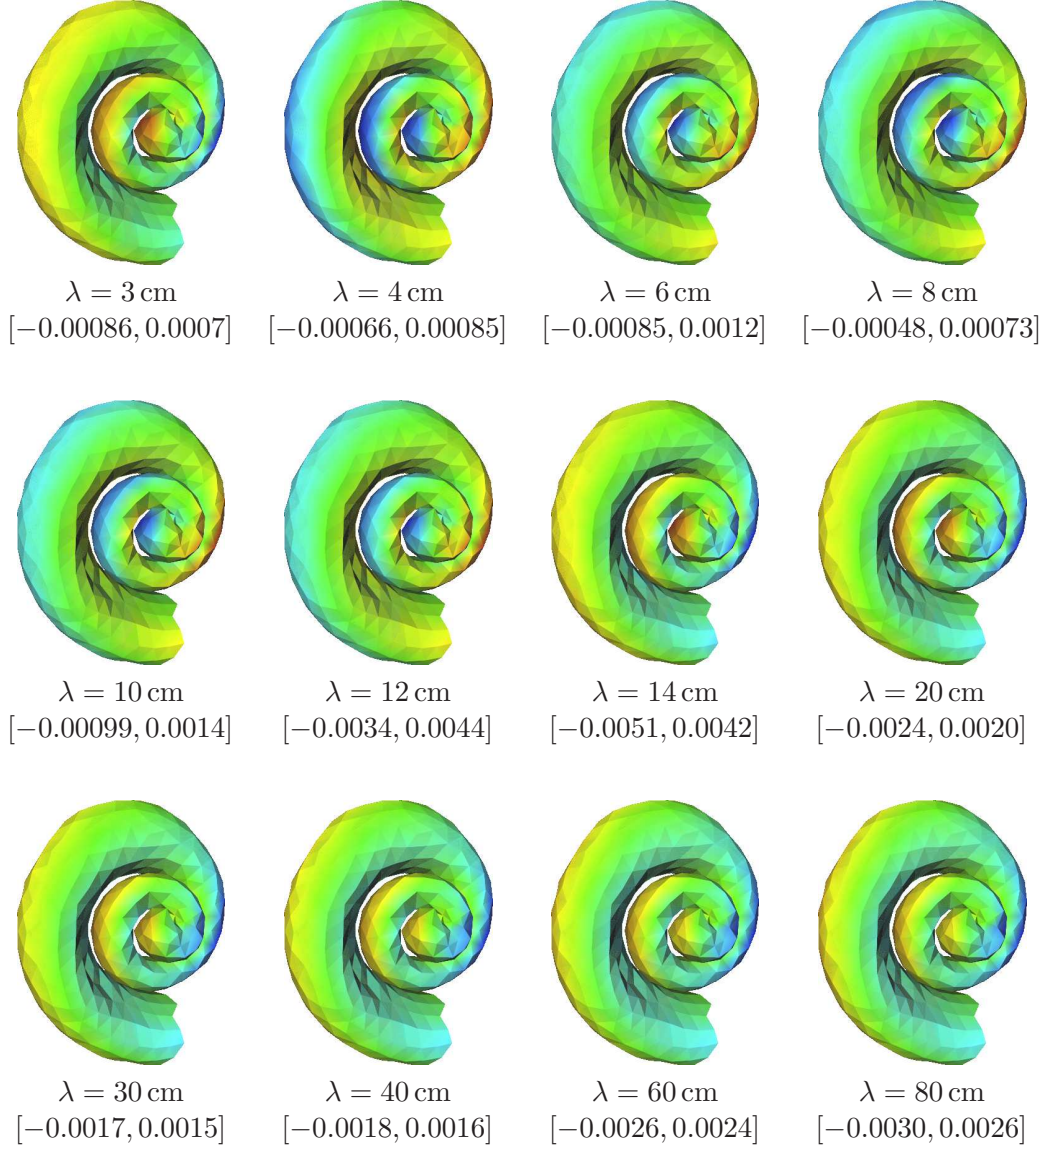 λ = 3 cm
[−0.00086, 0.0007]
λ = 4 cm
[−0.00066, 0.00085]
λ = 6 cm
[−0.00085, 0.0012]
λ = 8 cm
[−0.00048, 0.00073]
λ = 10 cm
[−0.00099, 0.0014]
λ = 12 cm
[−0.0034, 0.0044]
λ = 14 cm
[−0.0051, 0.0042]
λ = 20 cm
[−0.0024, 0.0020]
λ = 30 cm
[−0.0017, 0.0015]
λ = 40 cm
[−0.0018, 0.0016]
λ = 60 cm
[−0.0026, 0.0024]
λ = 80 cm
[−0.0030, 0.0026]